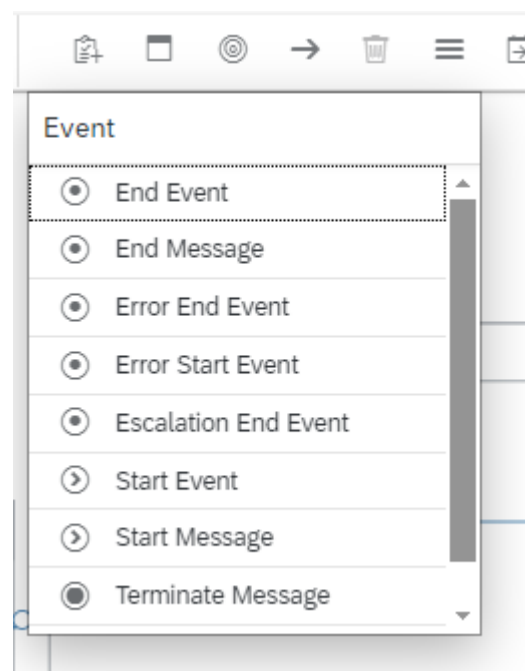 Event
End Event
End Message
Error End Event
Error Start Event
Escalation End Event
Start Event
Start Message
Terminate Message